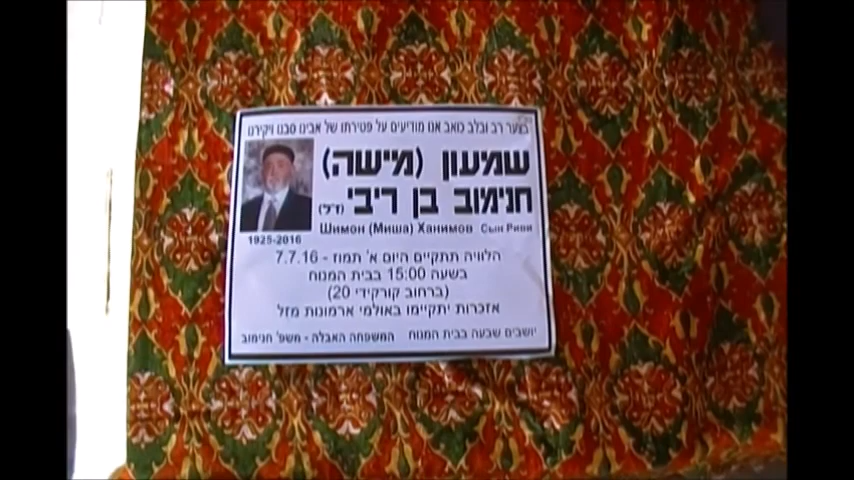 בצער רב ובלב כואב אנו מודיעים על פטירתו של אבינו סבנו ויקירנו
שמעון (מישה)
חנימוב בן ריבי (ז"ל)
Шимон (Миша) Ханимов Сын Риви
1925-2016
הלוויה תתקיים היום א' תמוז - 7.7.16
בשעה 15:00 בבית המנוח
(ברחוב קורקידי 20)
אזכרות יתקיימו באולמי ארמונות מזל
יושבים שבעה בבית המנוח המשפחה האבלה - משפ' חנימוב